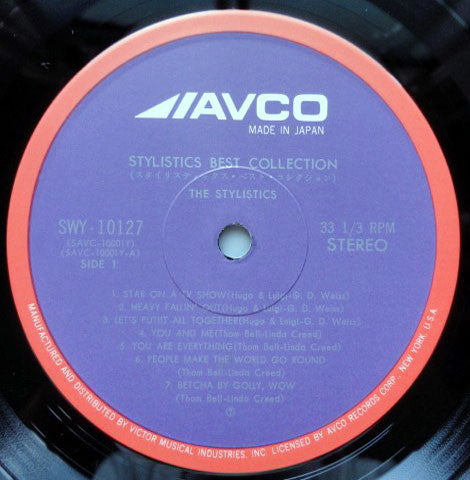 AVCO
MADE IN JAPAN
STYLISTICS BEST COLLECTION
(スタイリスティックス・ベスト・コレクション)
THE STYLISTICS
SWY-10127
(SAVC-10001Y)
(SAVC-10001Y-A)
SIDE 1
33 1/3 RPM
STEREO
1. STAR ON A TV SHOW(Hugo & Luigi-G. D. Weiss)
2. HEAVY FALLIN' OUT(Hugo & Luigi-G. D. Weiss)
3. LET'S PUTIT ALL TOGETHER(Hugo & Luigi-G. D. Weiss)
4. YOU AND ME(Thom Bell-Linda Creed)
5. YOU ARE EVERYTHING(Thom Bell-Linda Creed)
6. PEOPLE MAKE THE WORLD GO ROUND
(Thom Bell-Linda Creed)
7. BETCHA BY GOLLY, WOW
(Thom Bell-Linda Creed)
Ⓟ
MANUFACTURED AND DISTRIBUTED BY VICTOR MUSICAL INDUSTRIES, INC. LICENSED BY AVCO RECORDS CORP., NEW YORK, U.S.A.